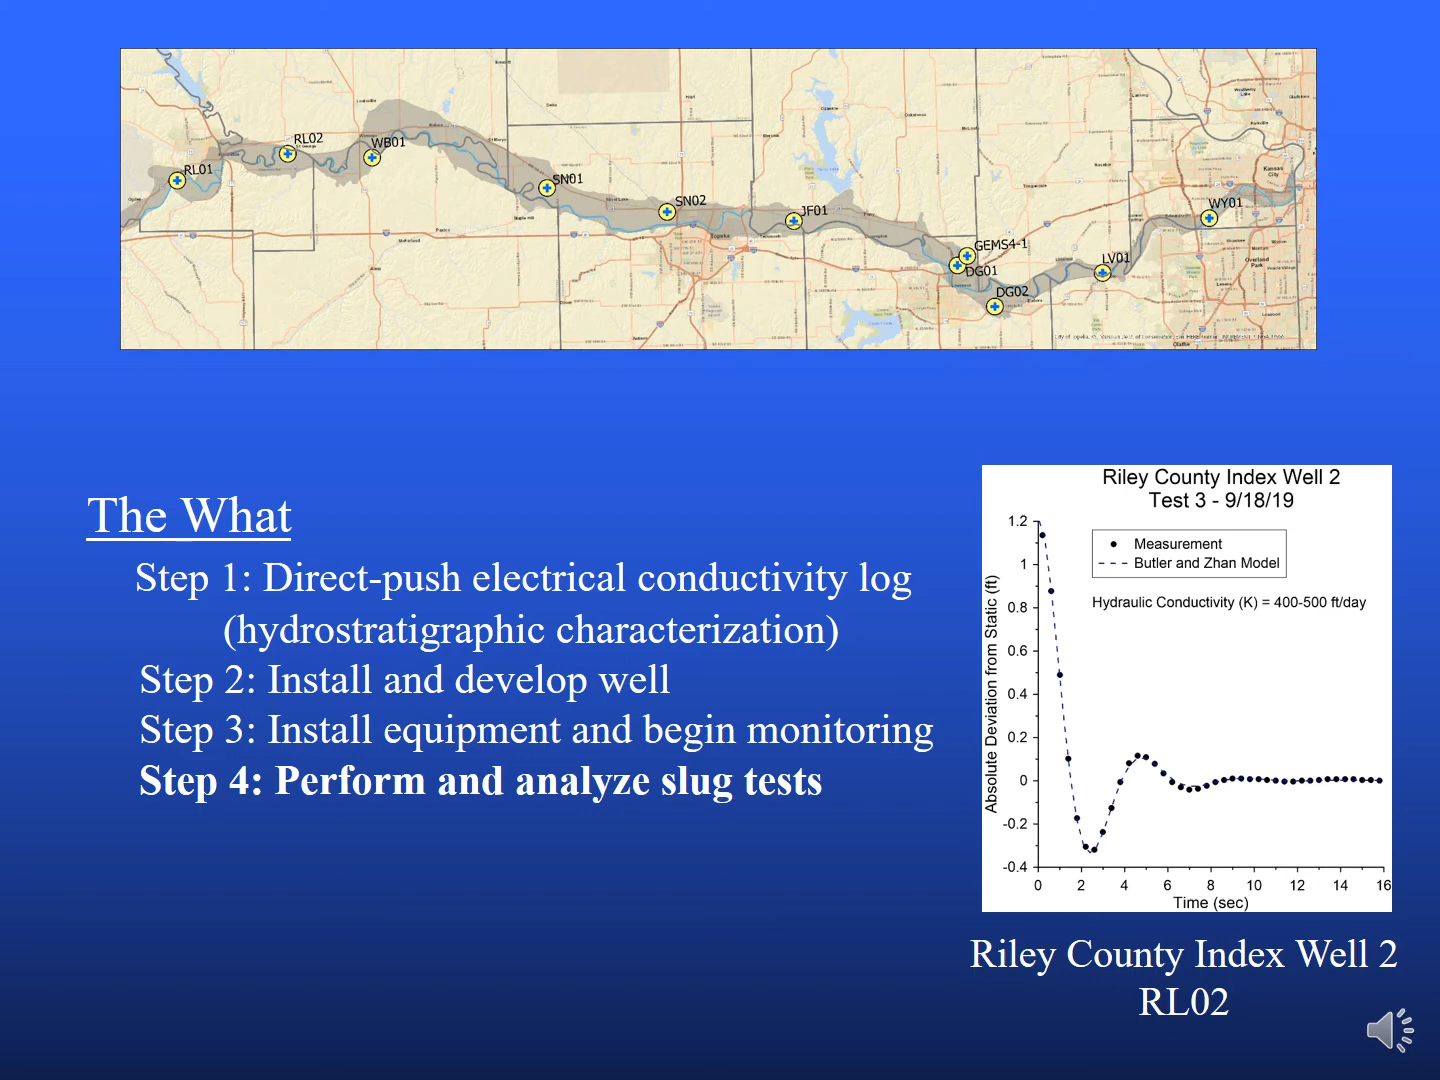 RL01
RL02
WB01
SN01
SN02
JF01
GEMS4-1
DG01
DG02
LV01
WY01
Kansas
City
Overland
Park
Topeka
The What
Step 1: Direct-push electrical conductivity log
(hydrostratigraphic characterization)
Step 2: Install and develop well
Step 3: Install equipment and begin monitoring
Step 4: Perform and analyze slug tests
Riley County Index Well 2
Test 3 - 9/18/19
Measurement
Butler and Zhan Model
Hydraulic Conductivity (K) = 400-500 ft/day
Absolute Deviation from Static (ft)
1.2
1
0.8
0.6
0.4
0.2
0
-0.2
-0.4
0 2 4 6 8 10 12 14 16
Time (sec)
Riley County Index Well 2
RL02